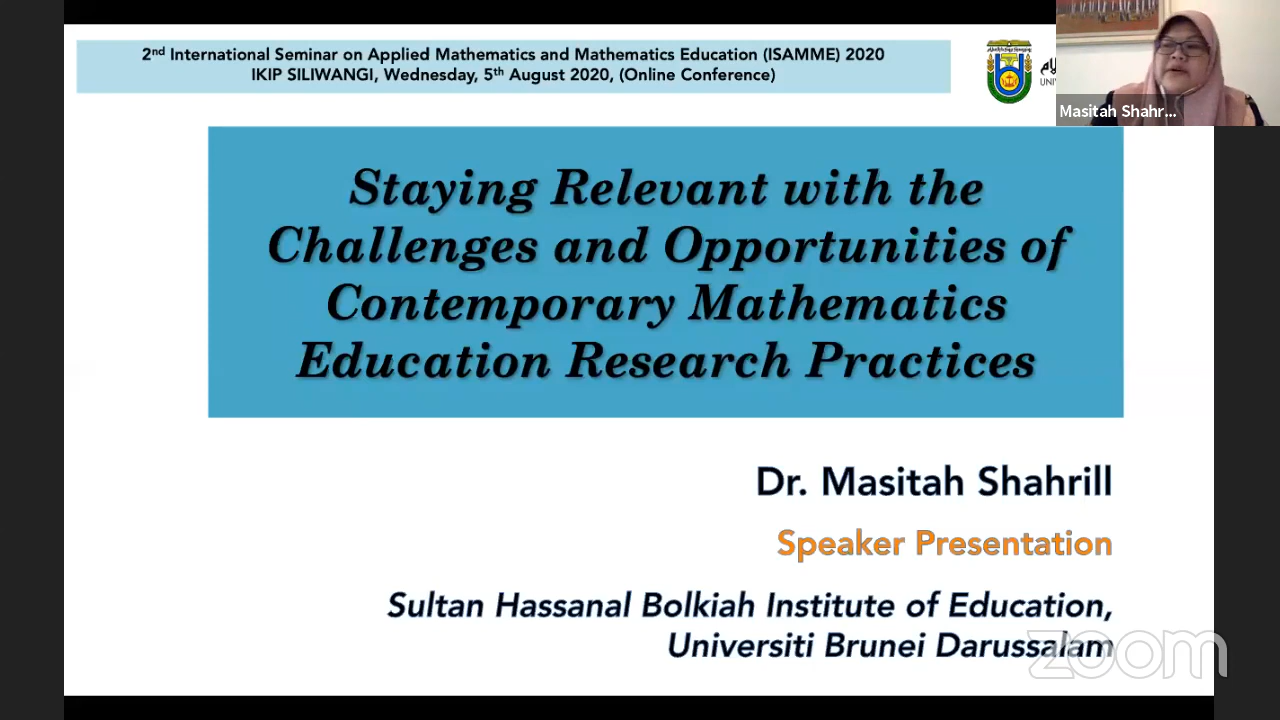 2nd International Seminar on Applied Mathematics and Mathematics Education (ISAMME) 2020
IKIP SILIWANGI, Wednesday, 5th August 2020, (Online Conference)
UNI
Masitah Shahr...
Staying Relevant with the
Challenges and Opportunities of
Contemporary Mathematics
Education Research Practices
Dr. Masitah Shahrill
Speaker Presentation
Sultan Hassanal Bolkiah Institute of Education,
Universiti Brunei Darussalam
zoom